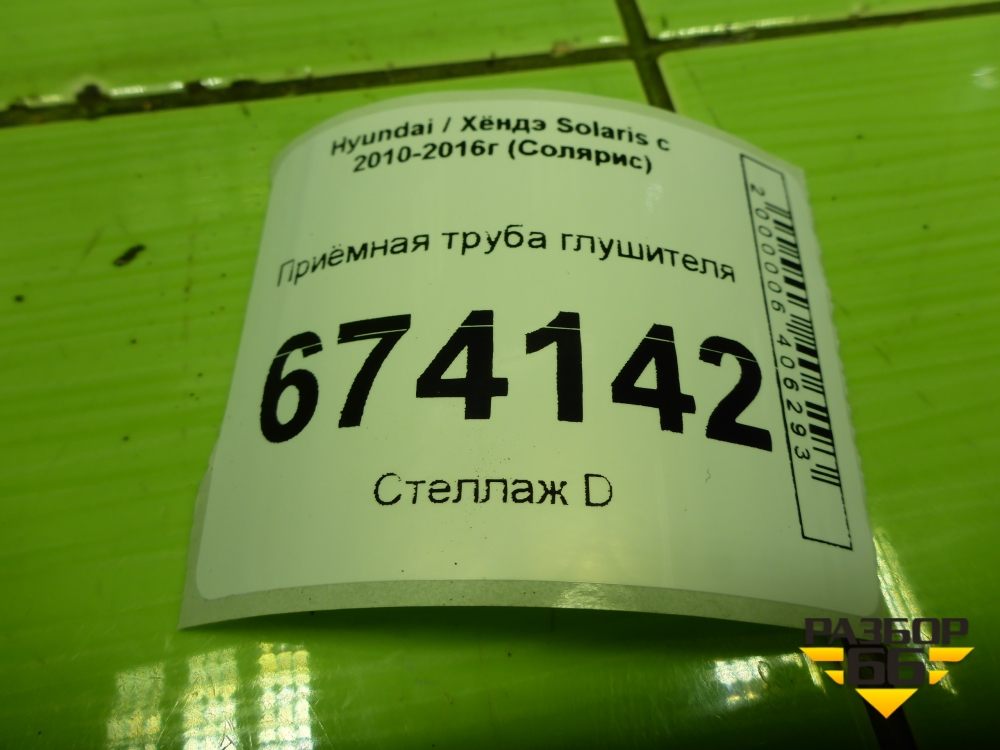 Hyundai / Хёндэ Solaris с
2010-2016г (Солярис)
Приёмная труба глушителя
674142
Стеллаж D
2000006406293
РАЗБОР
66